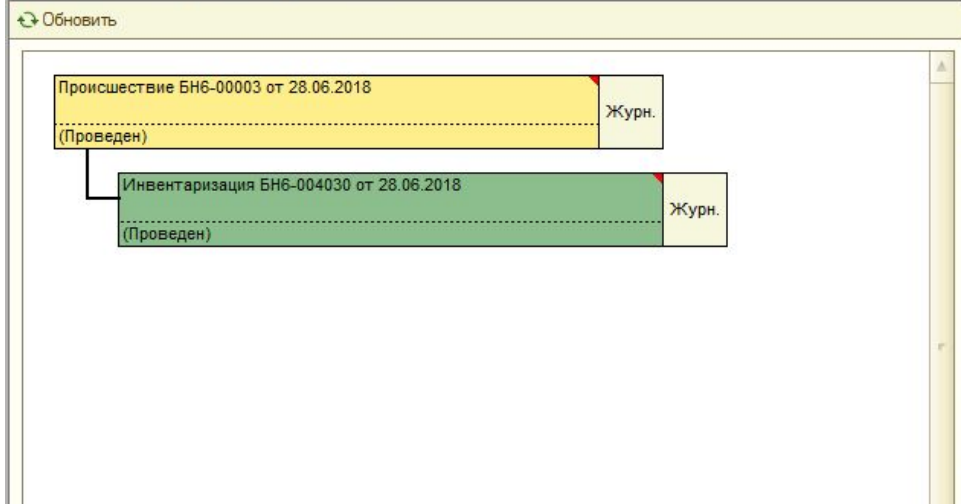 Обновить
Происшествие БН6-00003 от 28.06.2018
Журн.
(Проведен)
Инвентаризация БН6-004030 от 28.06.2018
Журн.
(Проведен)